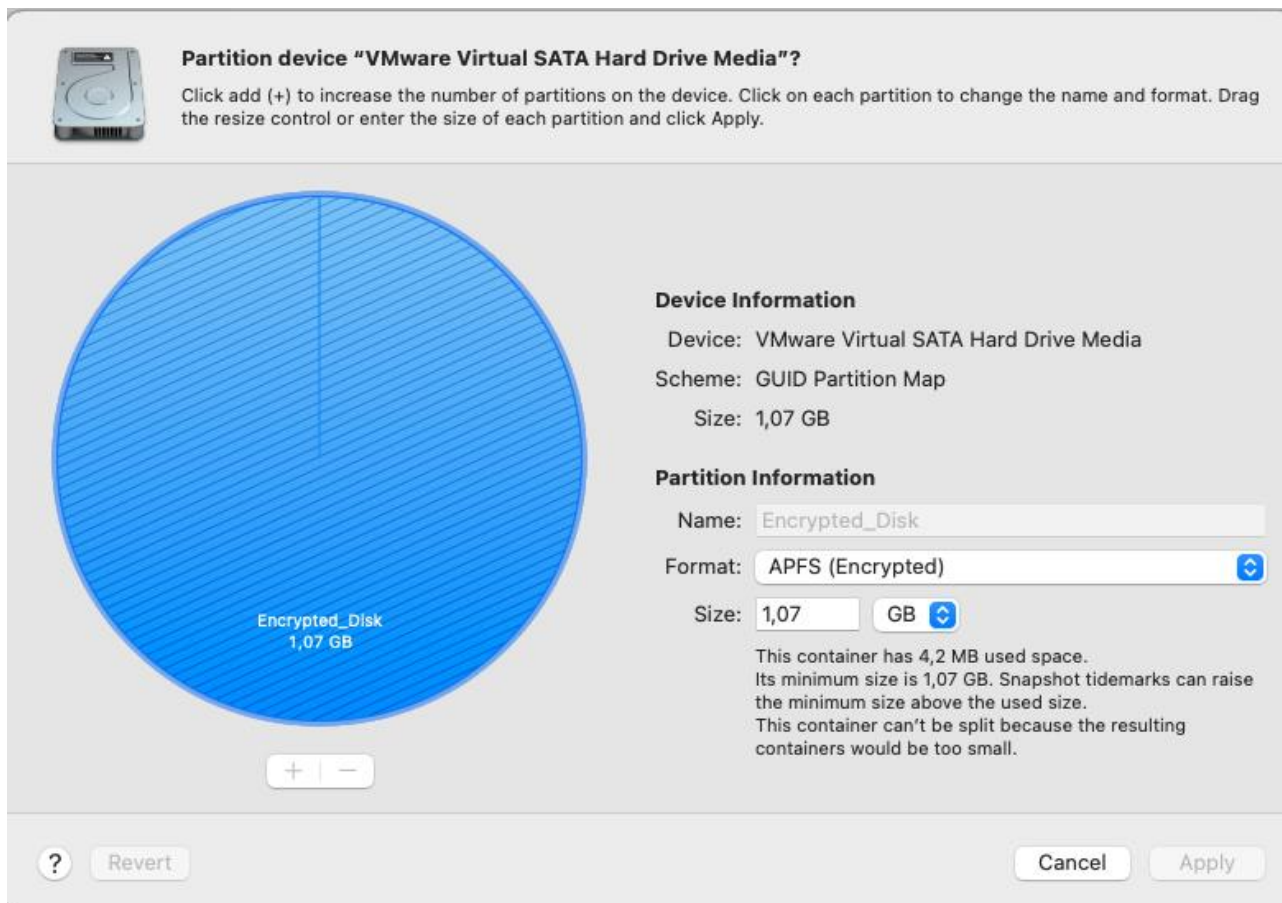 Partition device “VMware Virtual SATA Hard Drive Media”?
Click add (+) to increase the number of partitions on the device. Click on each partition to change the name and format. Drag
the resize control or enter the size of each partition and click Apply.
Encrypted_Disk
1,07 GB
+ | −
Device Information
Device: VMware Virtual SATA Hard Drive Media
Scheme: GUID Partition Map
Size: 1,07 GB
Partition Information
Name: Encrypted_Disk
Format: APFS (Encrypted)
Size: 1,07 GB
This container has 4,2 MB used space.
Its minimum size is 1,07 GB. Snapshot tidemarks can raise
the minimum size above the used size.
This container can’t be split because the resulting
containers would be too small.
? Revert Cancel Apply